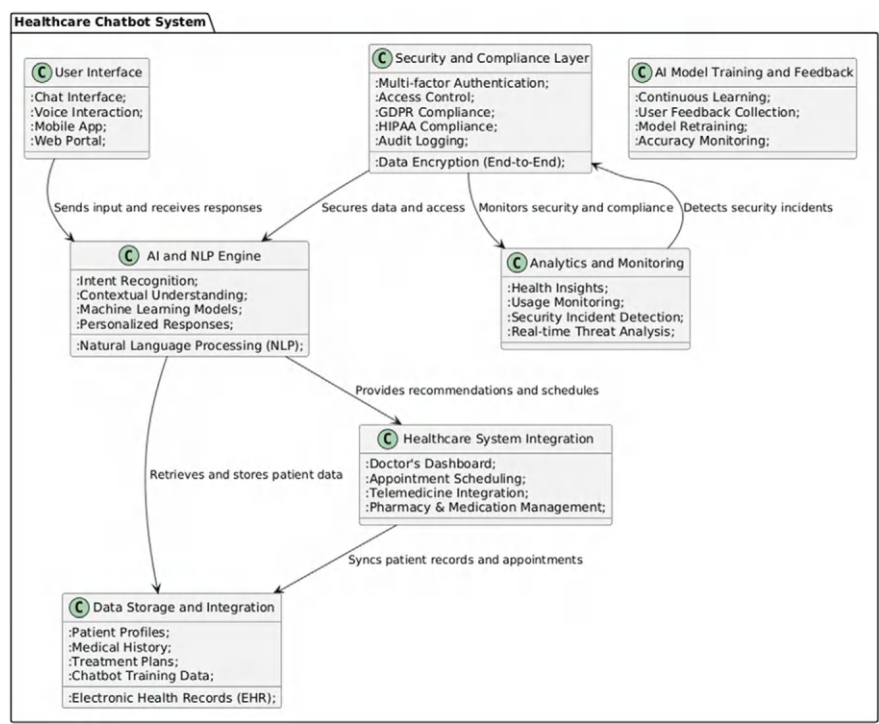 Healthcare Chatbot System
C User Interface
:Chat Interface;
:Voice Interaction;
:Mobile App;
:Web Portal;
C Security and Compliance Layer
:Multi-factor Authentication;
:Access Control;
:GDPR Compliance;
:HIPAA Compliance;
:Audit Logging;
:Data Encryption (End-to-End);
C AI Model Training and Feedback
:Continuous Learning;
:User Feedback Collection;
:Model Retraining;
:Accuracy Monitoring;
Sends input and receives responses
Secures data and access
Monitors security and compliance
Detects security incidents
C AI and NLP Engine
:Intent Recognition;
:Contextual Understanding;
:Machine Learning Models;
:Personalized Responses;
:Natural Language Processing (NLP);
C Analytics and Monitoring
:Health Insights;
:Usage Monitoring;
:Security Incident Detection;
:Real-time Threat Analysis;
Provides recommendations and schedules
C Healthcare System Integration
:Doctor's Dashboard;
:Appointment Scheduling;
:Telemedicine Integration;
:Pharmacy & Medication Management;
Retrieves and stores patient data
Syncs patient records and appointments
C Data Storage and Integration
:Patient Profiles;
:Medical History;
:Treatment Plans;
:Chatbot Training Data;
:Electronic Health Records (EHR);